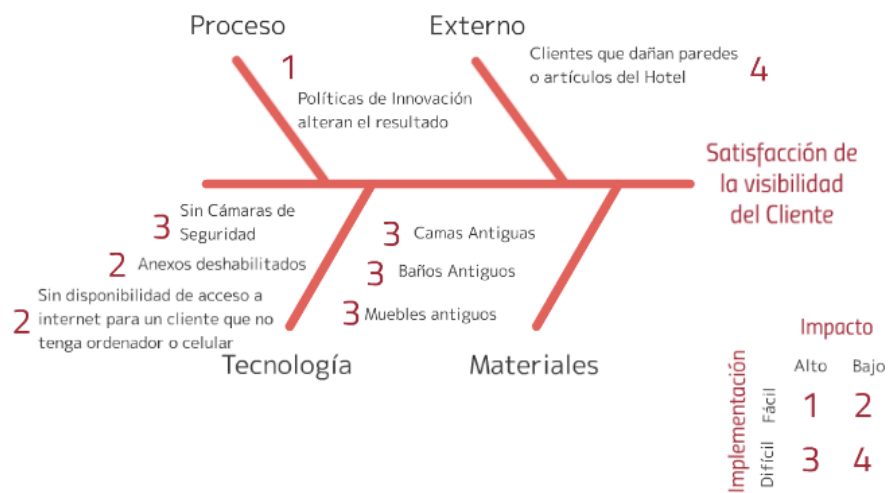 Proceso
Externo
1
Clientes que dañan paredes
o artículos del Hotel
4
Políticas de Innovación
alteran el resultado
Satisfacción de
la visibilidad
del Cliente
3
Sin Cámaras de
Seguridad
2
Anexos deshabilitados
2
Sin disponibilidad de acceso a
internet para un cliente que no
tenga ordenador o celular
3
Camas Antiguas
3
Baños Antiguos
3
Muebles antiguos
Tecnología
Materiales
Impacto
Alto
Bajo
Implementación
Fácil
1
2
Difícil
3
4